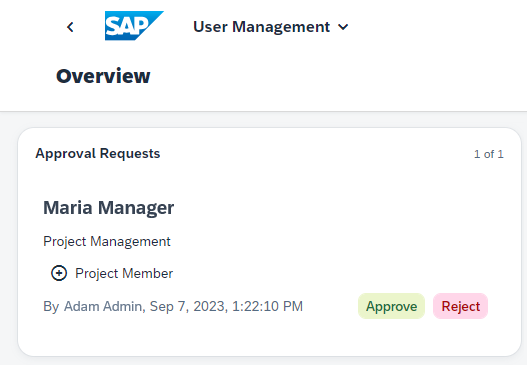 SAP User Management
Overview
Approval Requests 1 of 1
Maria Manager
Project Management
Project Member
By Adam Admin, Sep 7, 2023, 1:22:10 PM Approve Reject